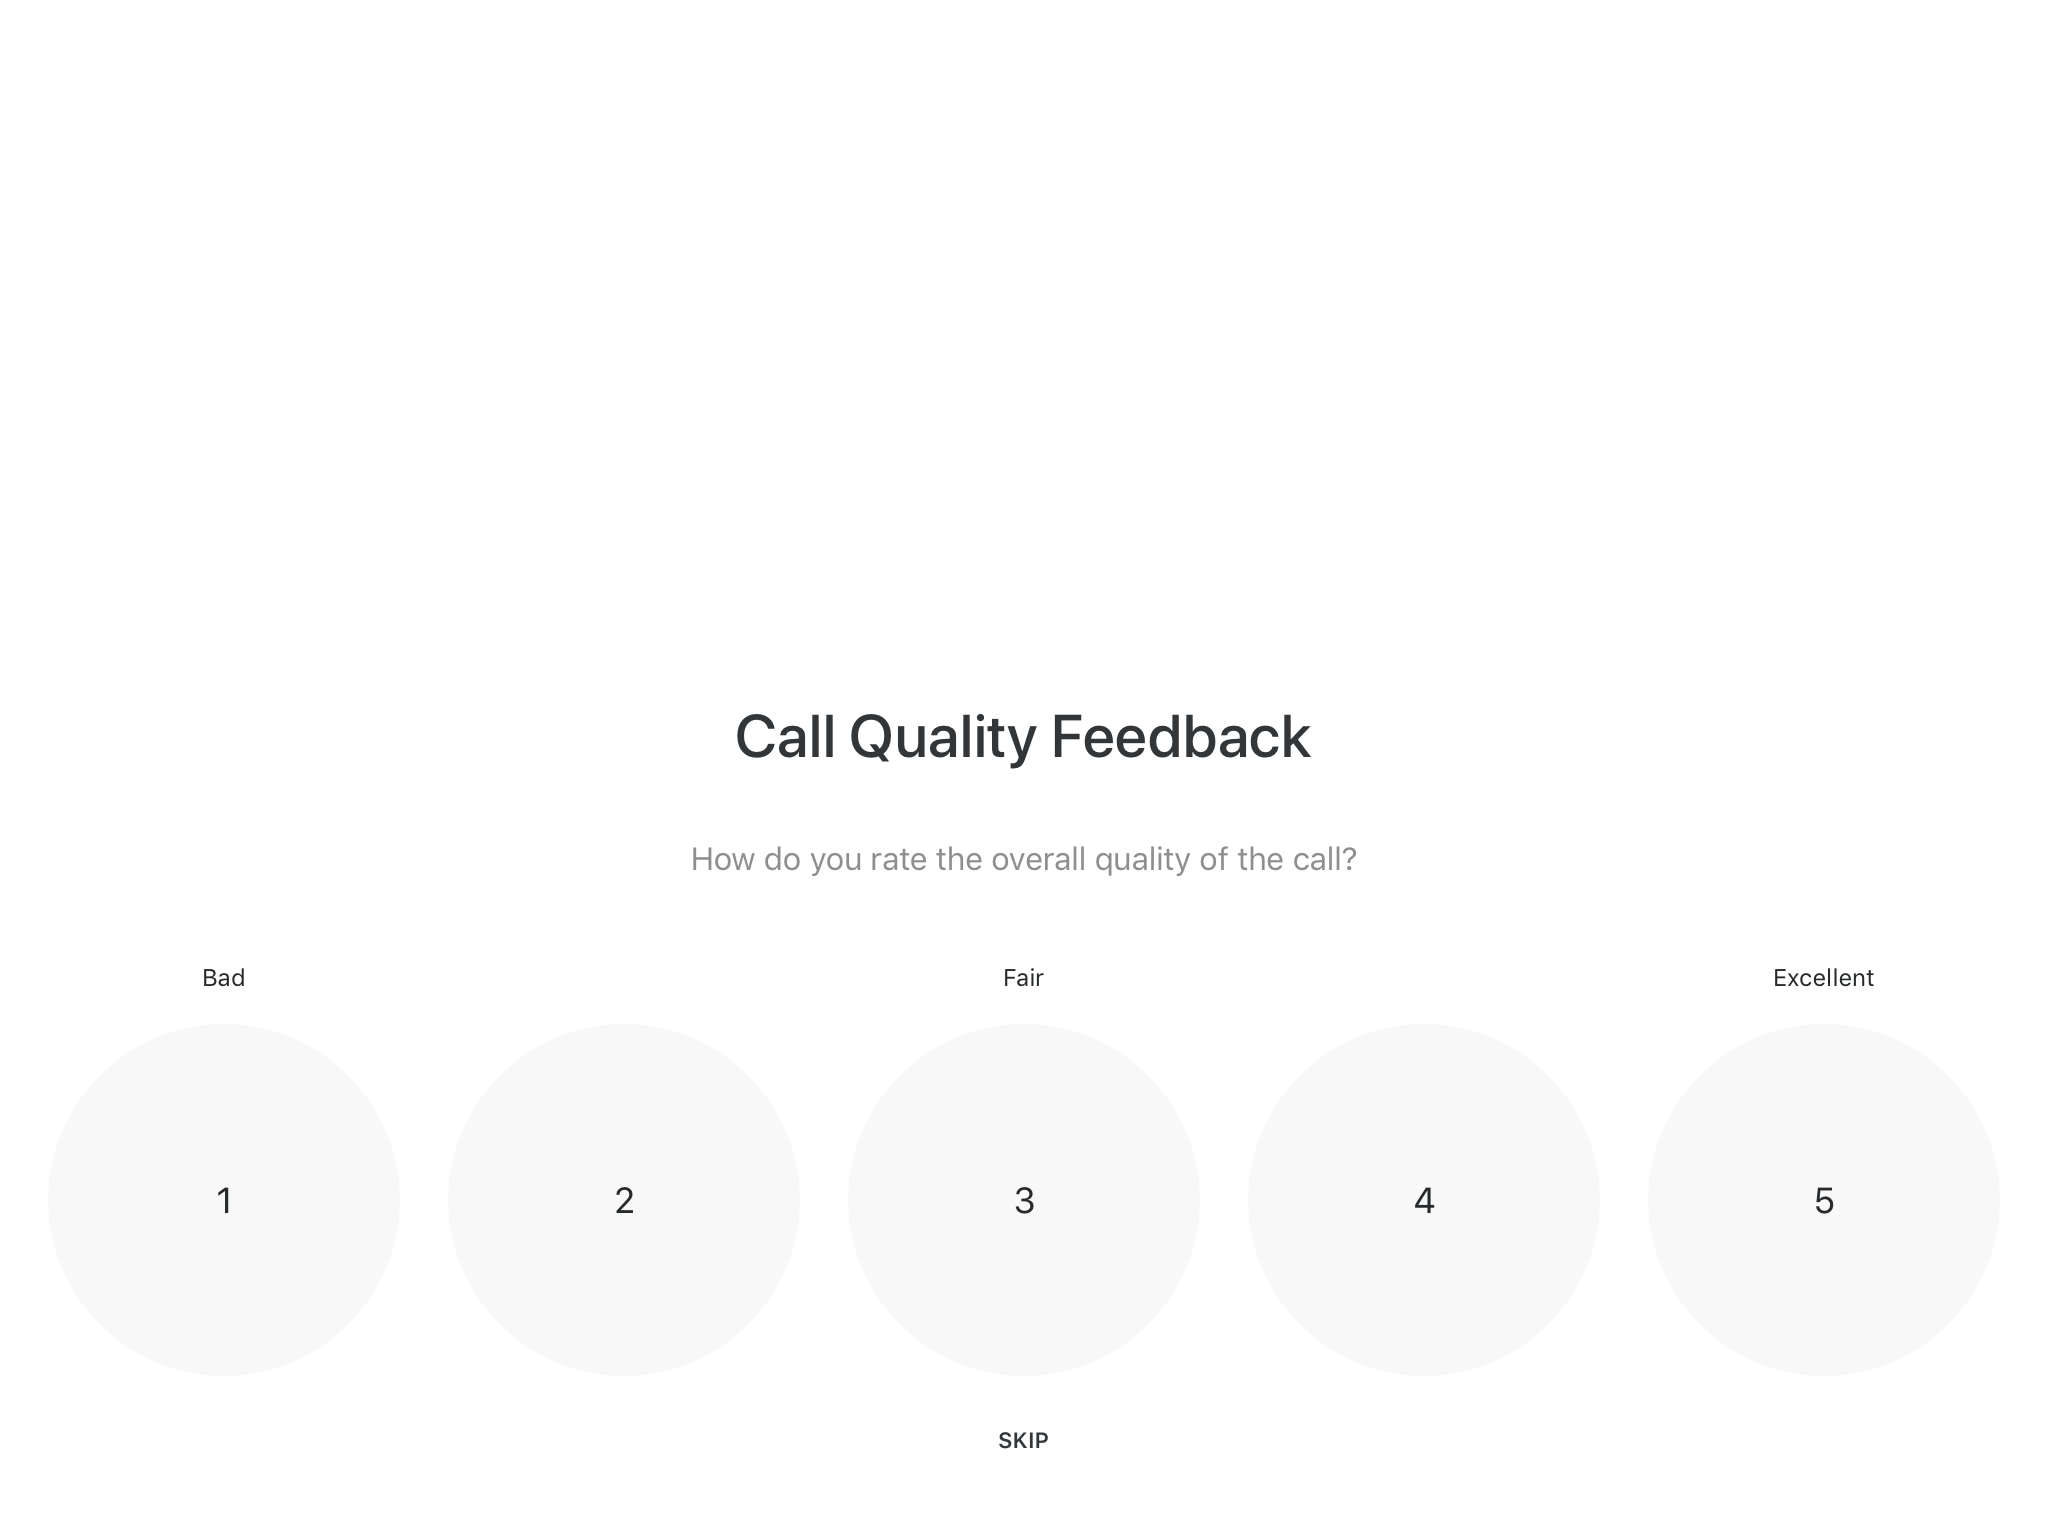 Call Quality Feedback
How do you rate the overall quality of the call?
Bad Fair Excellent
1 2 3 4 5
SKIP